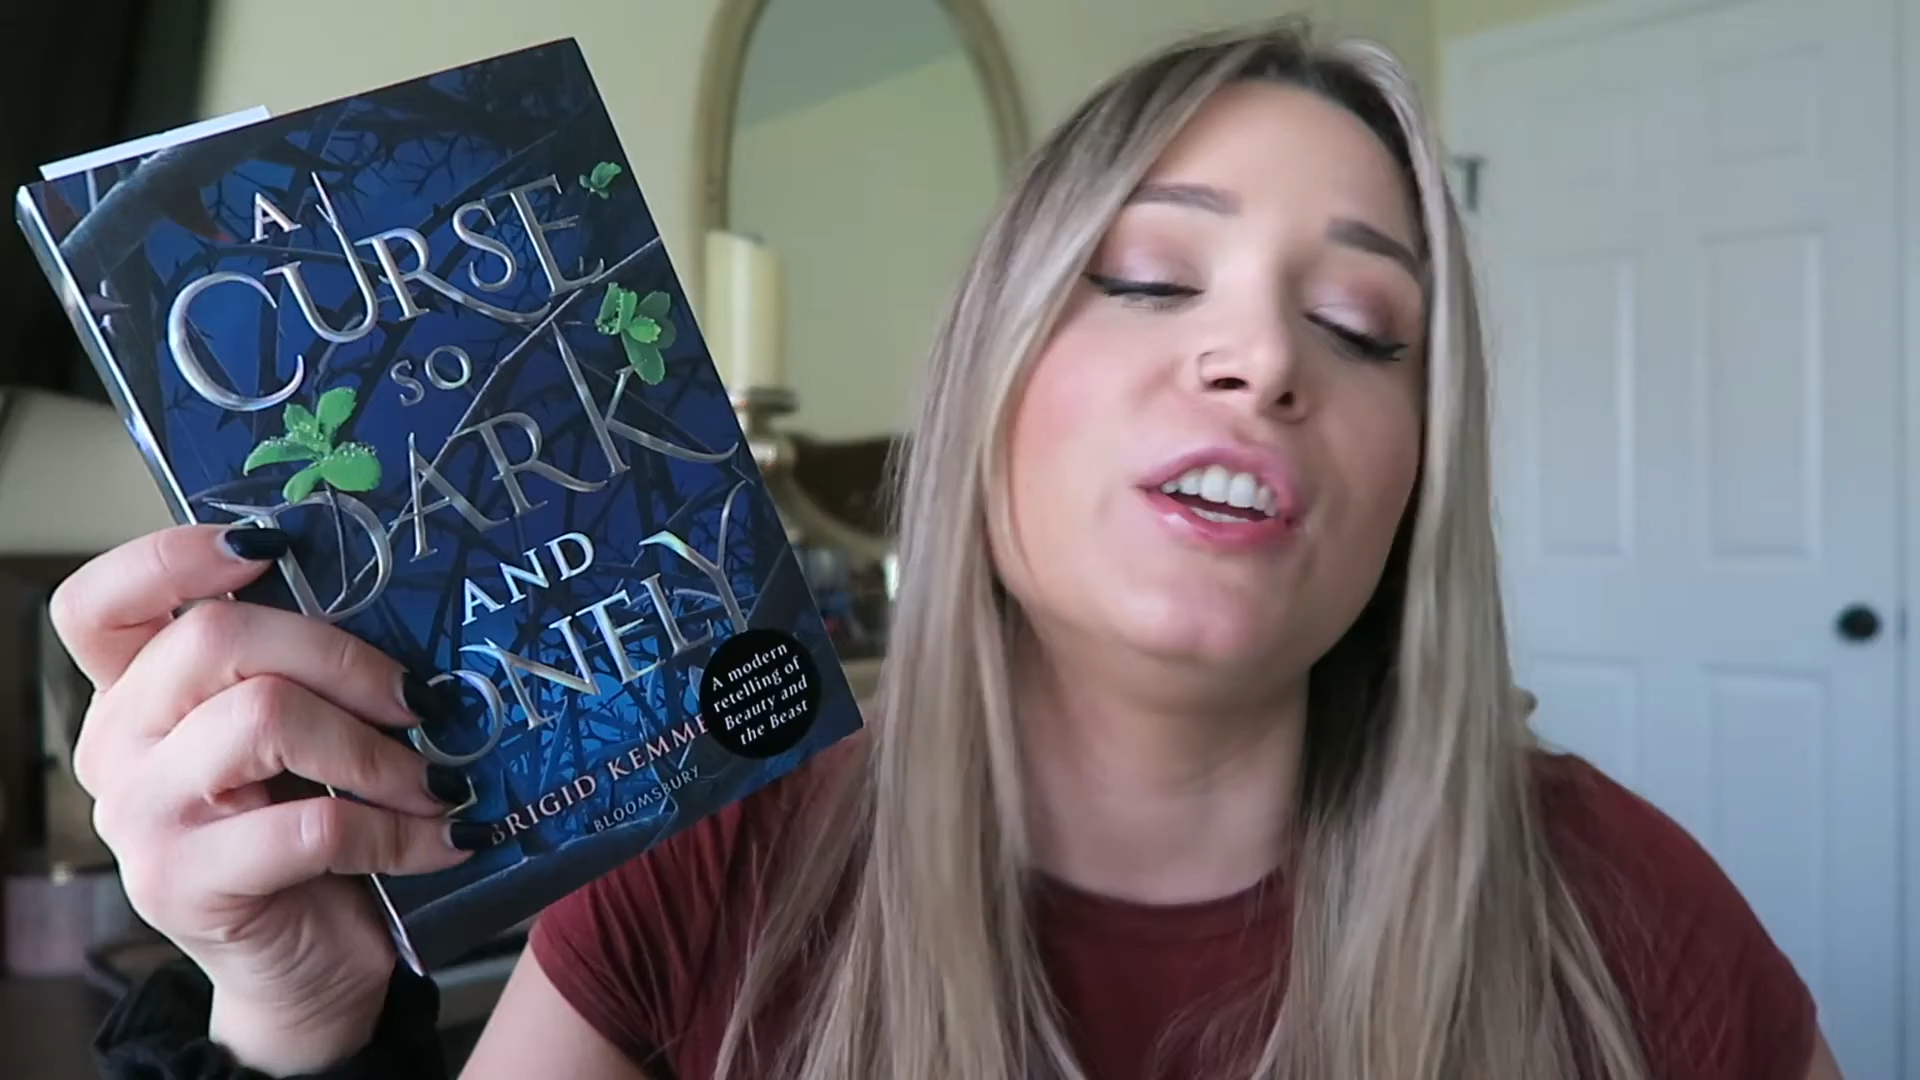 A
CURSE
SO
DARK
AND
LONELY
BRIGID KEMME
BLOOMSBURY
A modern
retelling of
Beauty and
the Beast